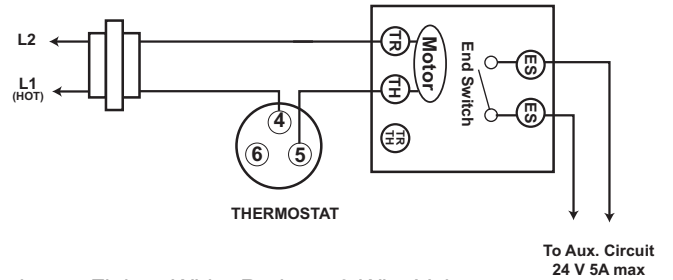 L2
L1
(HOT)
4
6
5
THERMOSTAT
TR
TH
TR
TH
Motor
End Switch
ES
ES
To Aux. Circuit
24 V 5A max